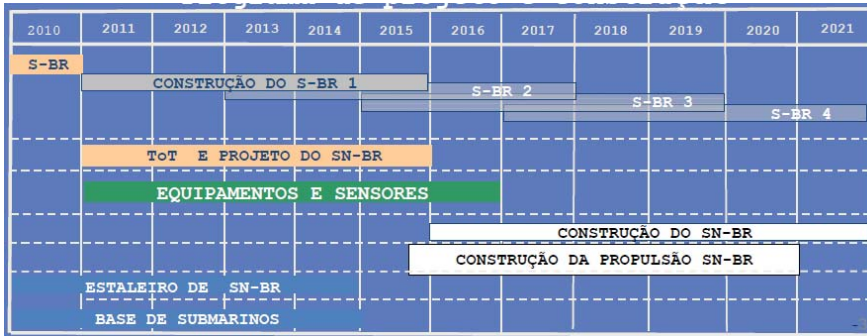 2010 2011 2012 2013 2014 2015 2016 2017 2018 2019 2020 2021
S-BR
CONSTRUÇÃO DO S-BR 1
S-BR 2
S-BR 3
S-BR 4
ToT E PROJETO DO SN-BR
EQUIPAMENTOS E SENSORES
CONSTRUÇÃO DO SN-BR
CONSTRUÇÃO DA PROPULSÃO SN-BR
ESTALEIRO DE SN-BR
BASE DE SUBMARINOS